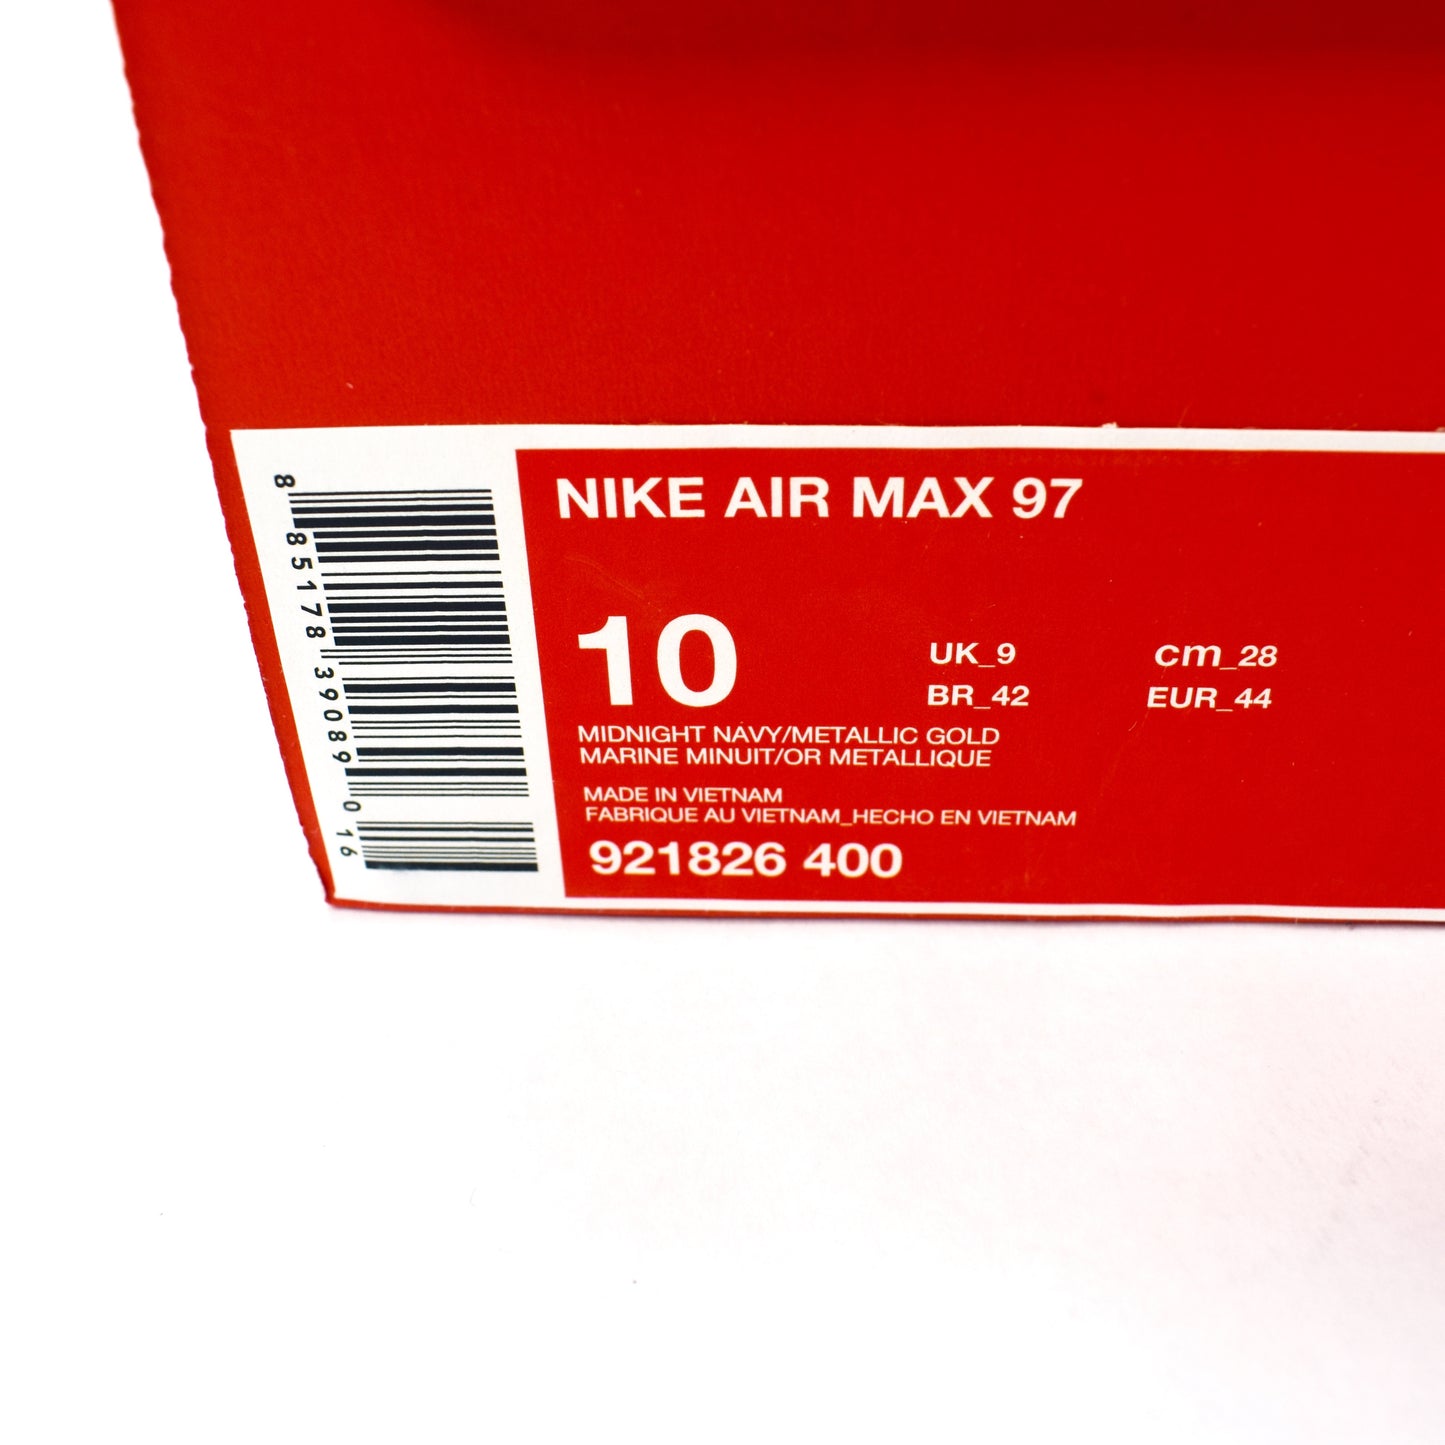 NIKE AIR MAX 97
10
UK_9
cm_28
BR_42
EUR_44
MIDNIGHT NAVY/METALLIC GOLD
MARINE MINUIT/OR METALLIQUE
MADE IN VIETNAM
FABRIQUE AU VIETNAM_HECHO EN VIETNAM
921826 400
8 85178 39089 0 16